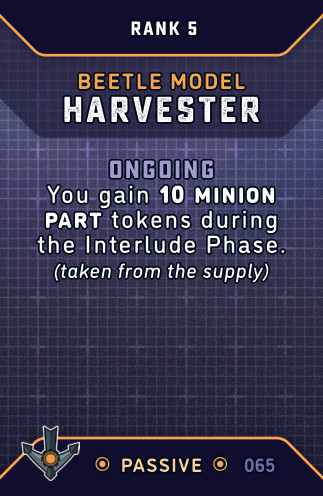 RANK 5
BEETLE MODEL
HARVESTER
ONGOING
You gain 10 MINION
PART tokens during
the Interlude Phase.
(taken from the supply)
PASSIVE 065